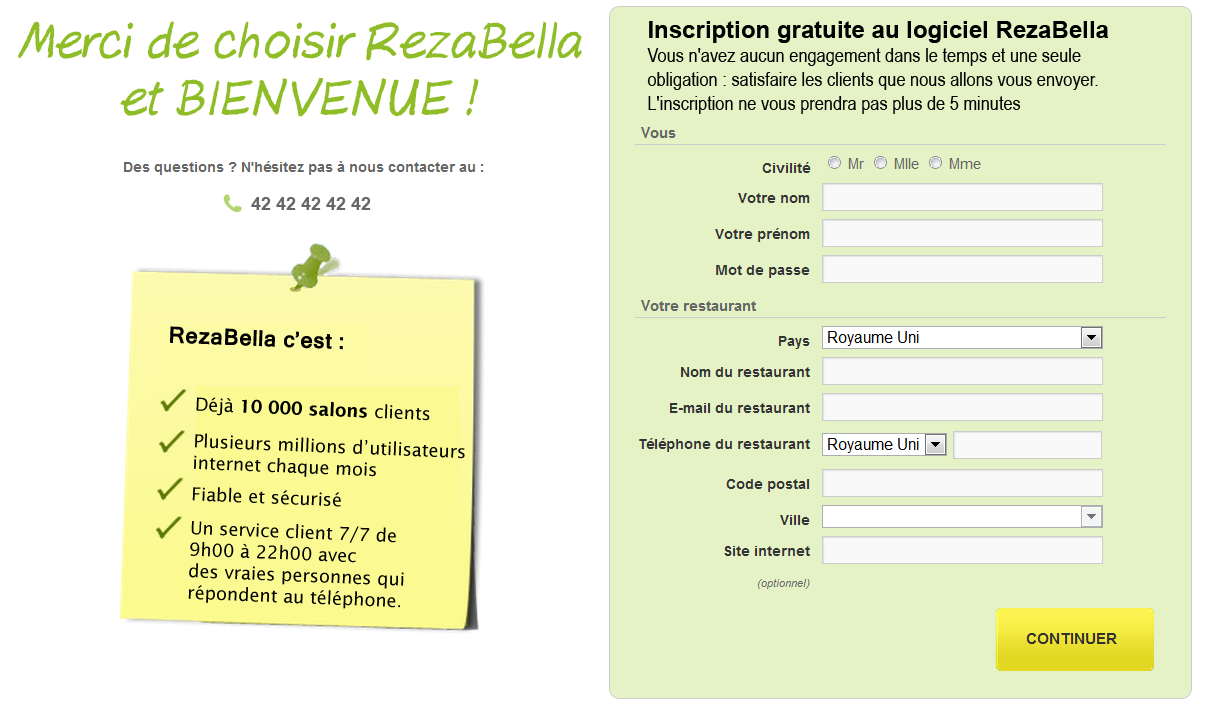 Merci de choisir RezaBella
et BIENVENUE !
Des questions ? N'hésitez pas à nous contacter au :
42 42 42 42 42
RezaBella c'est :
Déjà 10 000 salons clients
Plusieurs millions d'utilisateurs
internet chaque mois
Fiable et sécurisé
Un service client 7/7 de
9h00 à 22h00 avec
des vraies personnes qui
répondent au téléphone.
Inscription gratuite au logiciel RezaBella
Vous n'avez aucun engagement dans le temps et une seule
obligation : satisfaire les clients que nous allons vous envoyer.
L'inscription ne vous prendra pas plus de 5 minutes
Vous
Civilité Mr Mlle Mme
Votre nom
Votre prénom
Mot de passe
Votre restaurant
Pays Royaume Uni
Nom du restaurant
E-mail du restaurant
Téléphone du restaurant Royaume Uni
Code postal
Ville
Site internet
(optionnel)
CONTINUER